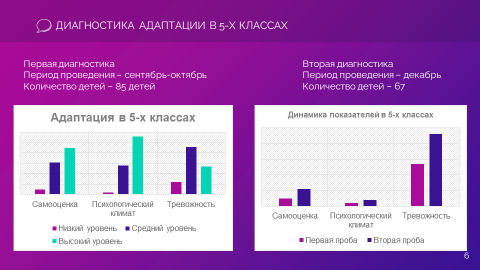 ДИАГНОСТИКА АДАПТАЦИИ В 5-Х КЛАССАХ
Первая диагностика
Период проведения – сентябрь-октябрь
Количество детей – 85 детей
Вторая диагностика
Период проведения – декабрь
Количество детей – 67
Адаптация в 5-х классах
Самооценка
Психологический
климат
Тревожность
Низкий уровень
Средний уровень
Высокий уровень
Динамика показателей в 5-х классах
Самооценка
Психологический
климат
Тревожность
Первая проба
Вторая проба
6